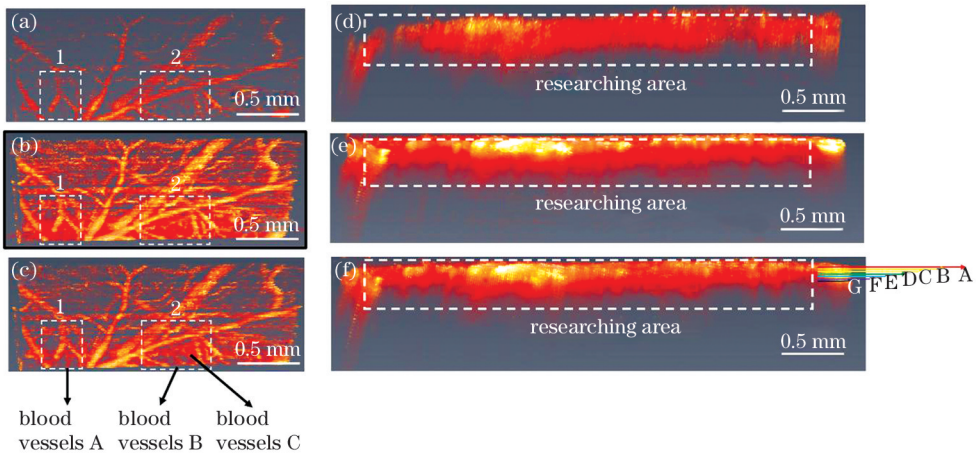 (a)
1
2
0.5 mm
(b)
1
2
0.5 mm
(c)
1
2
0.5 mm
blood
vessels A
blood
vessels B
blood
vessels C
(d)
researching area
0.5 mm
(e)
researching area
0.5 mm
(f)
researching area
0.5 mm
G FEDCB A